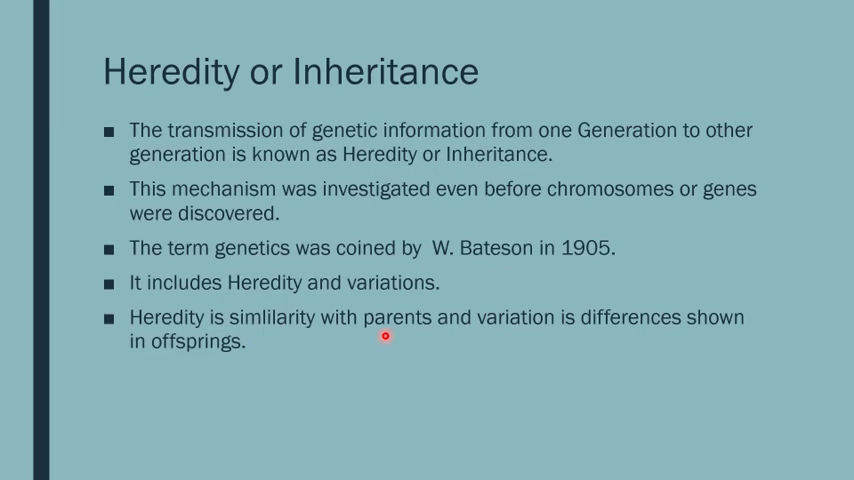 Heredity or Inheritance
■ The transmission of genetic information from one Generation to other
generation is known as Heredity or Inheritance.
■ This mechanism was investigated even before chromosomes or genes
were discovered.
■ The term genetics was coined by  W. Bateson in 1905.
■ It includes Heredity and variations.
■ Heredity is simlilarity with parents and variation is differences shown
in offsprings.